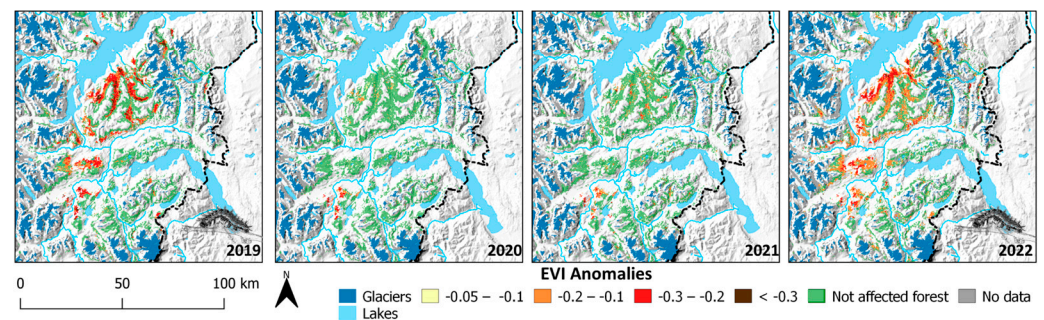 2019
2020
2021
2022
0 50 100 km
N
EVI Anomalies
Glaciers -0.05 – -0.1 -0.2 – -0.1 -0.3 – -0.2 < -0.3 Not affected forest No data
Lakes